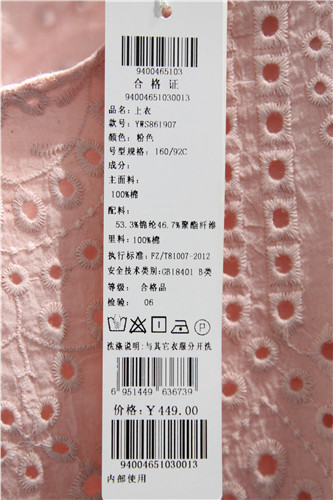 9400465103
合格证
94004651030013
品名:上衣
款号:YWS861907
颜色:粉色
号型规格:160/92C
成分:
主面料:
100%棉
配料:
53.3%锦纶46.7%聚酯纤维
里料:100%棉
执行标准:FZ/T81007-2012
安全技术类别:GB18401 B类
等级: 合格品
检验: 06
P
洗涤说明:与其它衣服分开洗
6 951449 636739
价格:¥449.00
94004651030013
内部使用